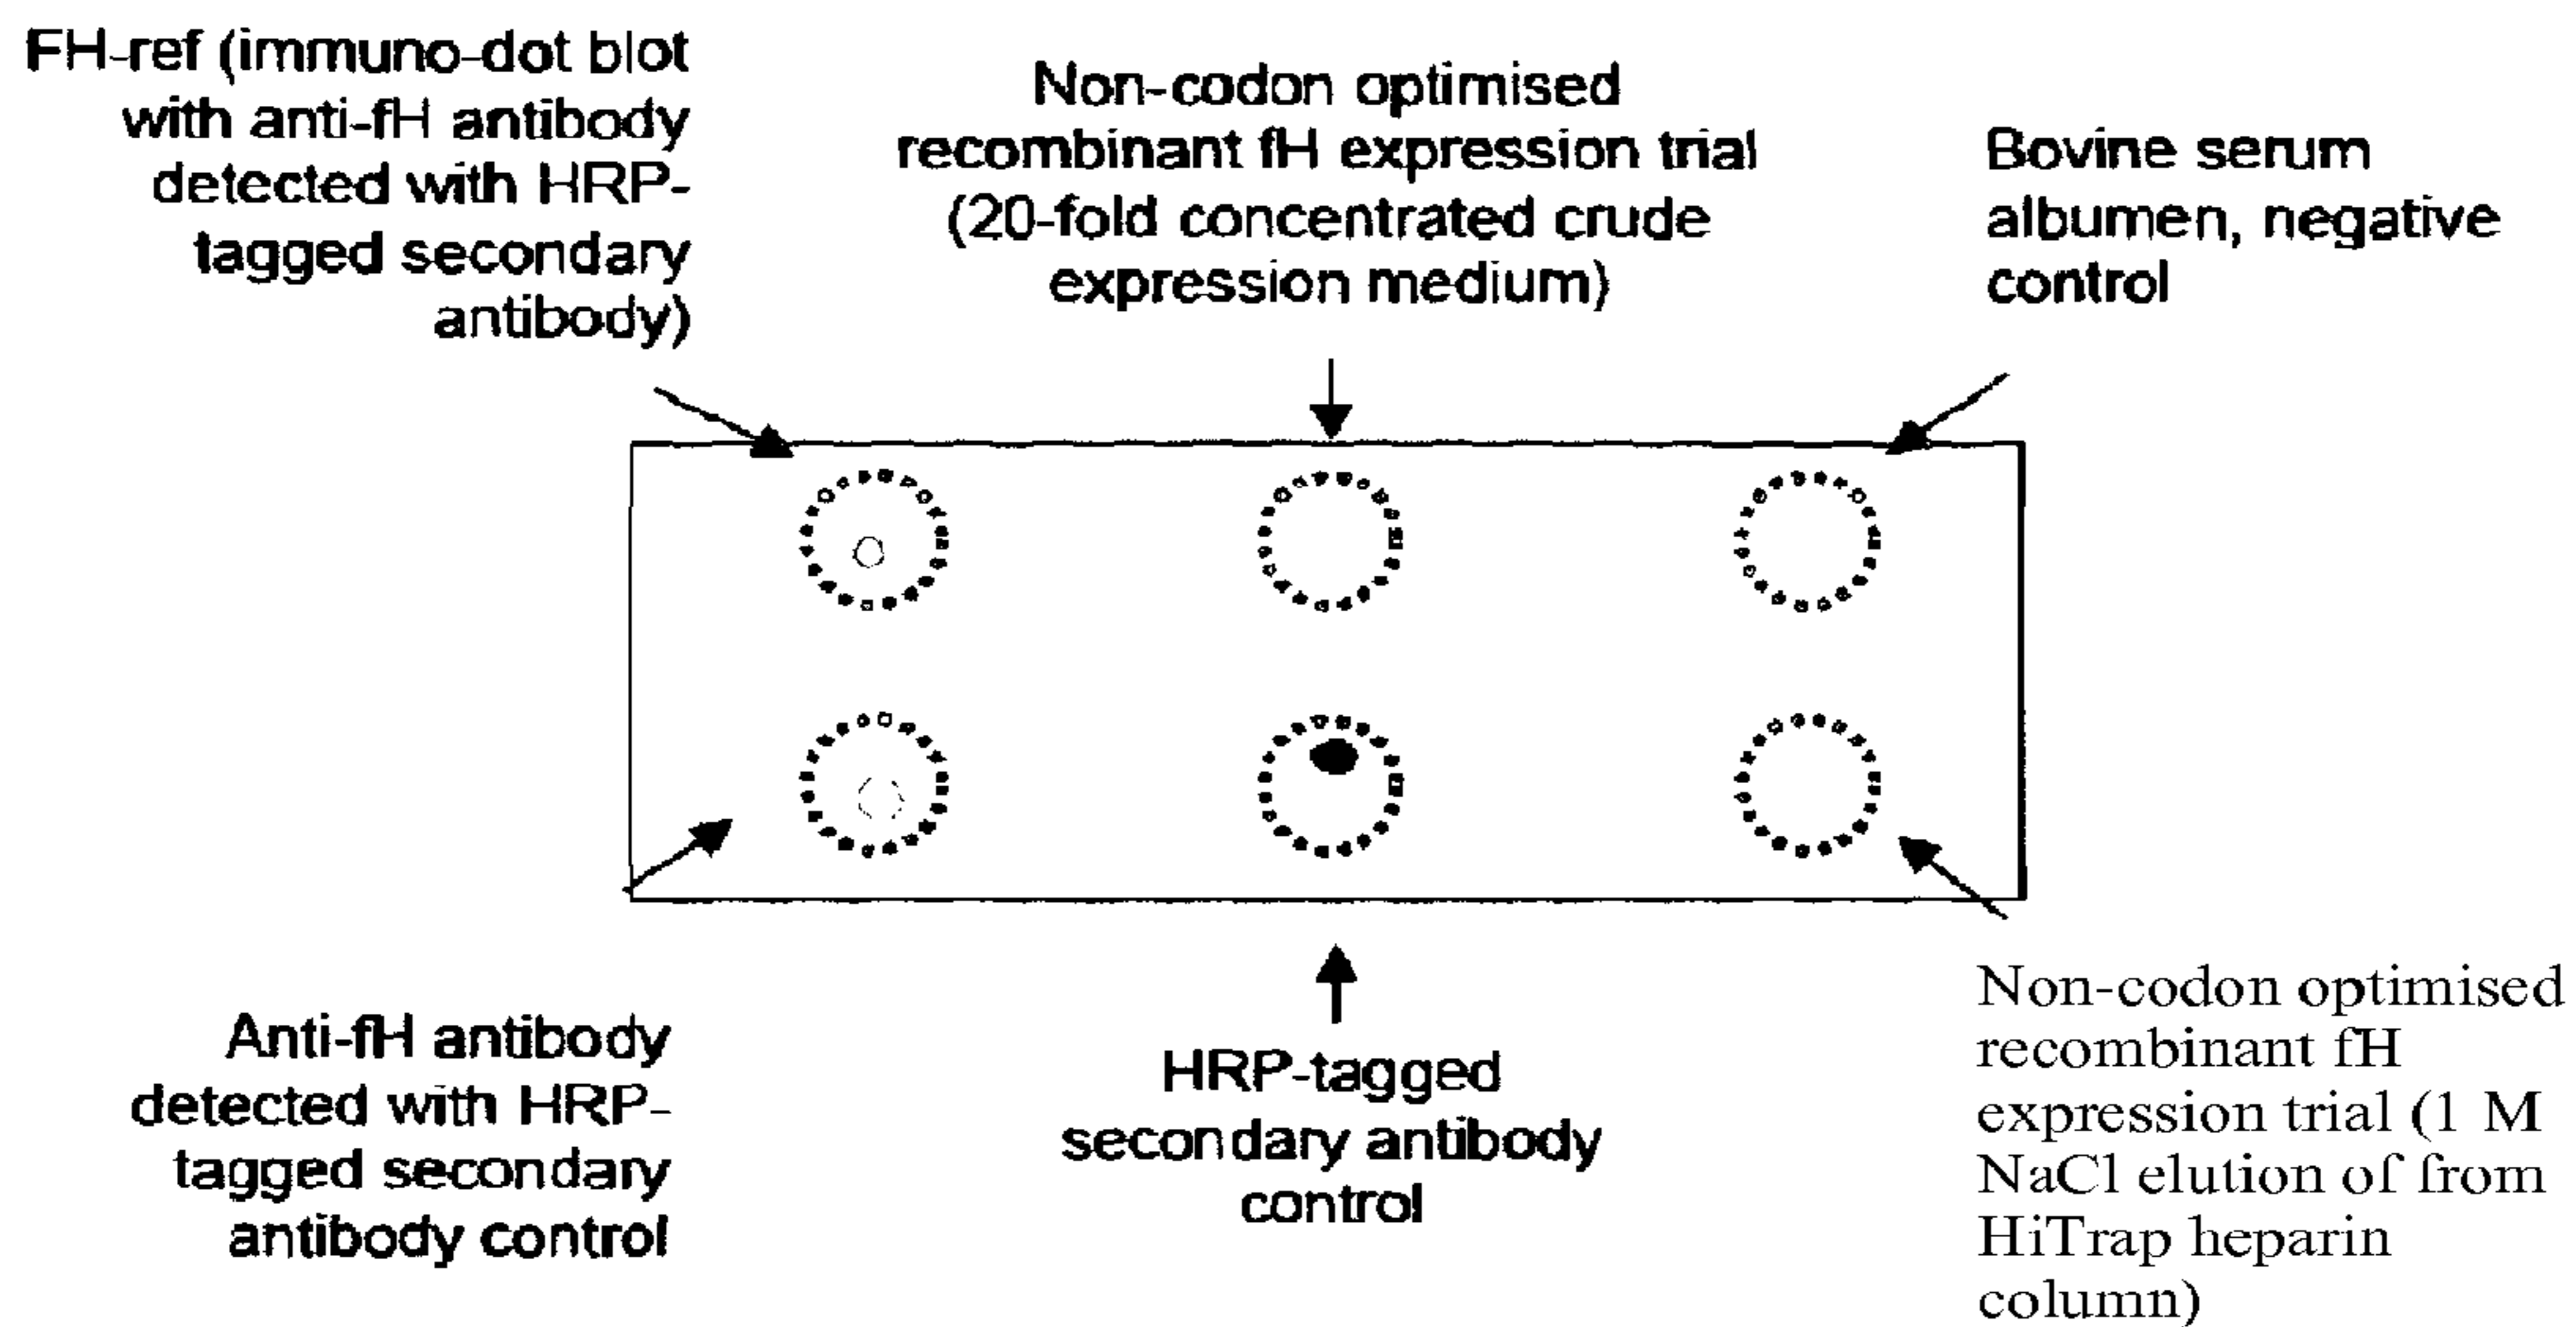 FH-ref (immuno-dot blot
with anti-fH antibody
detected with HRP-
tagged secondary
antibody)
Non-codon optimised
recombinant fH expression trial
(20-fold concentrated crude
expression medium)
Bovine serum
albumen, negative
control
Anti-fH antibody
detected with HRP-
tagged secondary
antibody control
HRP-tagged
secondary antibody
control
Non-codon optimised
recombinant fH
expression trial (1 M
NaCl elution of from
HiTrap heparin
column)